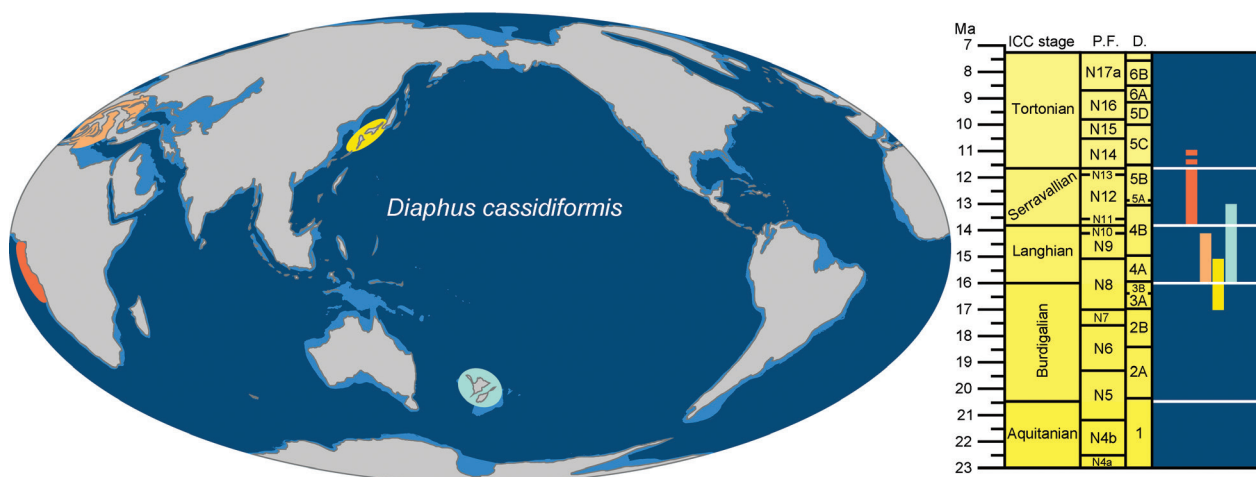 Diaphus cassidiformis
Ma
ICC stage P.F. D.
7
8
9
10
11
12
13
14
15
16
17
18
19
20
21
22
23
Tortonian
Serravallian
Langhian
Burdigalian
Aquitanian
N17a
N16
N15
N14
N13
N12
N11
N10
N9
N8
N7
N6
N5
N4b
N4a
6B
6A
5D
5C
5B
5A
4B
4A
3B
3A
2B
2A
1